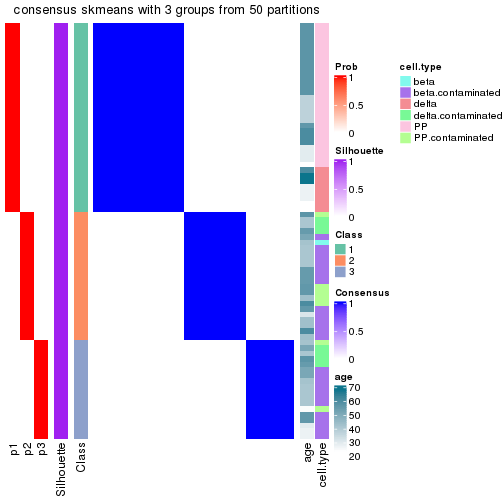 consensus skmeans with 3 groups from 50 partitions
p1
p2
p3
Silhouette
Class
age
cell.type
Prob
1
0.5
0
Silhouette
1
0.5
0
Class
1
2
3
Consensus
1
0.5
0
age
70
60
50
40
30
20
cell.type
beta
beta.contaminated
delta
delta.contaminated
PP
PP.contaminated